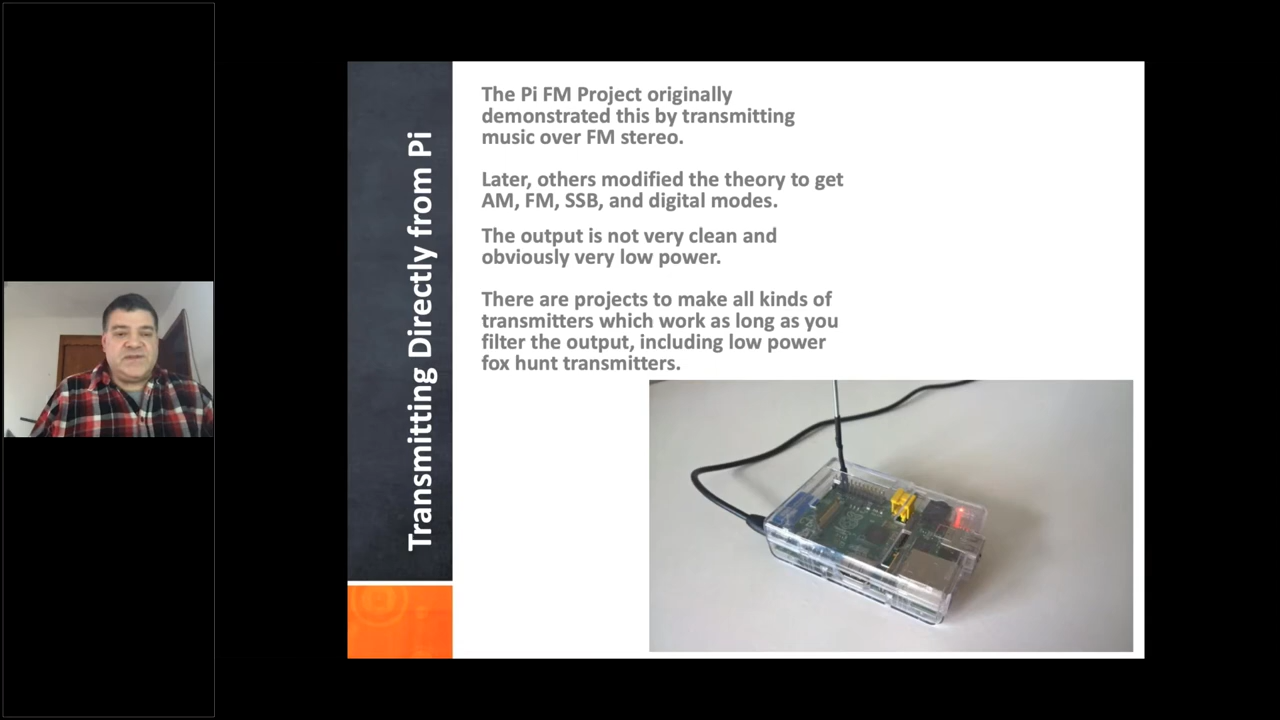 Transmitting Directly from Pi
The Pi FM Project originally
demonstrated this by transmitting
music over FM stereo.
Later, others modified the theory to get
AM, FM, SSB, and digital modes.
The output is not very clean and
obviously very low power.
There are projects to make all kinds of
transmitters which work as long as you
filter the output, including low power
fox hunt transmitters.